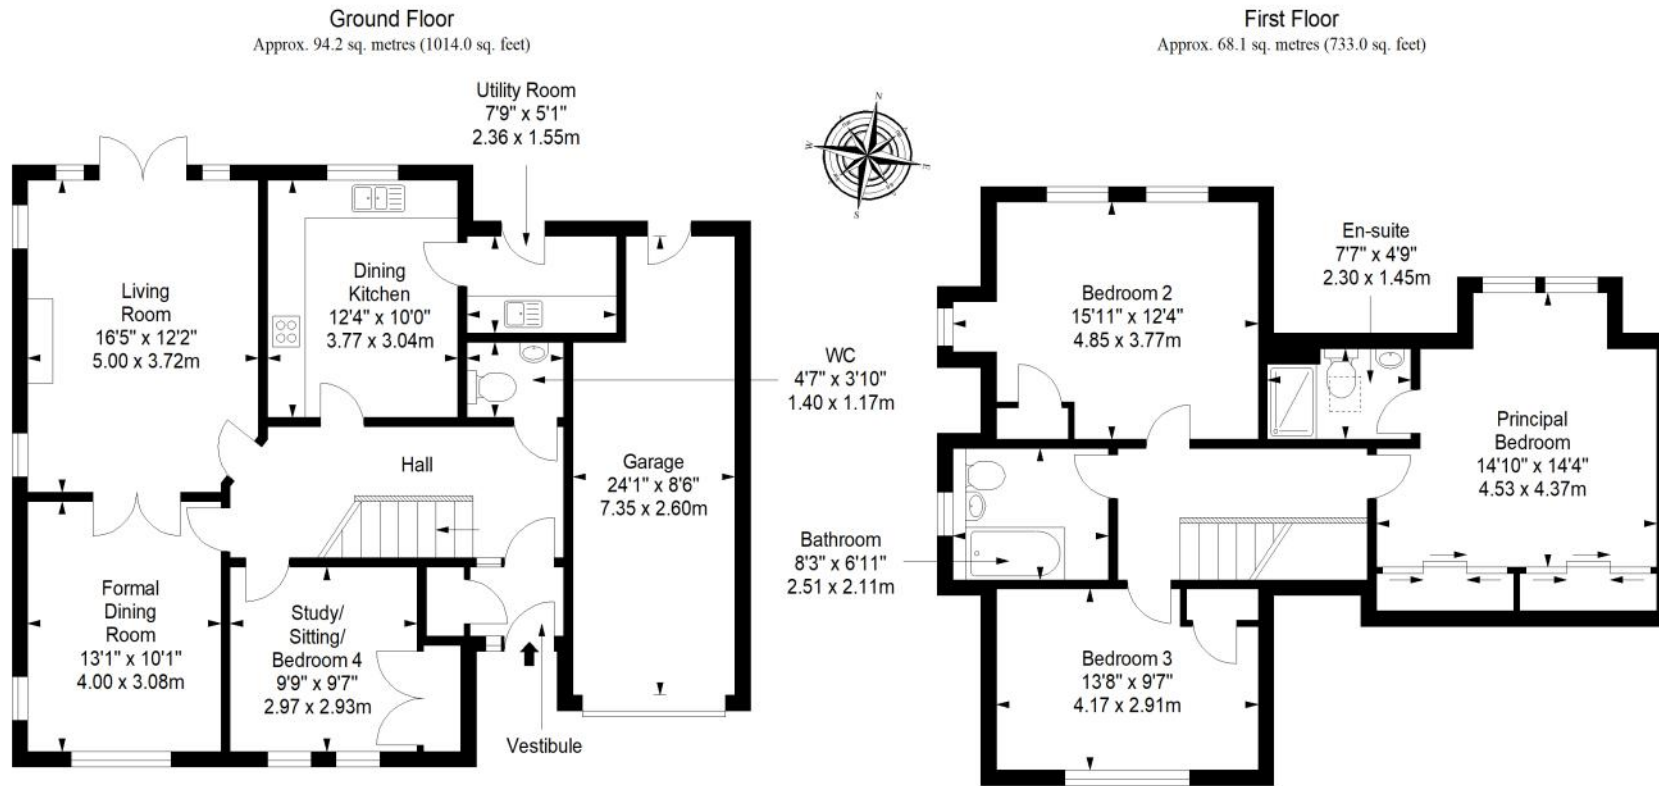 Ground Floor
Approx. 94.2 sq. metres (1014.0 sq. feet)
Utility Room
7'9" x 5'1"
2.36 x 1.55m
Living
Room
16'5" x 12'2"
5.00 x 3.72m
Dining
Kitchen
12'4" x 10'0"
3.77 x 3.04m
WC
4'7" x 3'10"
1.40 x 1.17m
Hall
Garage
24'1" x 8'6"
7.35 x 2.60m
Formal
Dining
Room
13'1" x 10'1"
4.00 x 3.08m
Study/
Sitting/
Bedroom 4
9'9" x 9'7"
2.97 x 2.93m
Vestibule
N
W
E
S
First Floor
Approx. 68.1 sq. metres (733.0 sq. feet)
En-suite
7'7" x 4'9"
2.30 x 1.45m
Bedroom 2
15'11" x 12'4"
4.85 x 3.77m
Principal
Bedroom
14'10" x 14'4"
4.53 x 4.37m
Bathroom
8'3" x 6'11"
2.51 x 2.11m
Bedroom 3
13'8" x 9'7"
4.17 x 2.91m